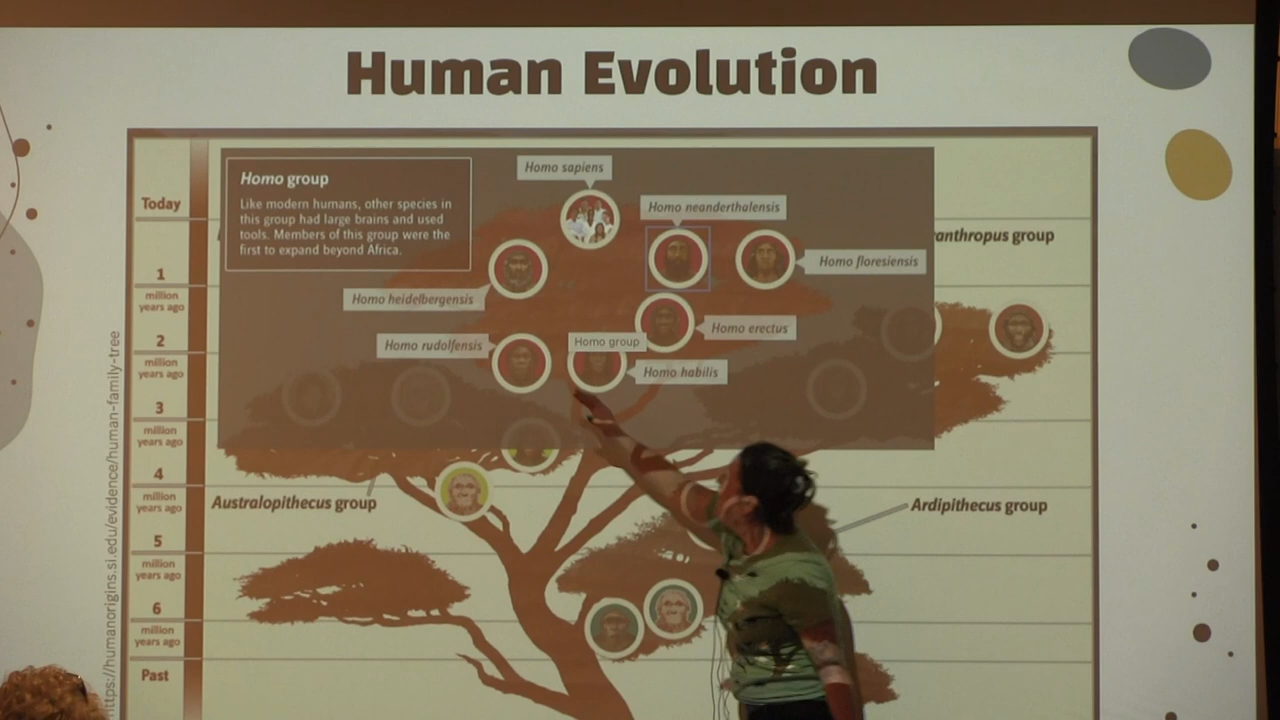 Human Evolution
Homo group
Like modern humans, other species in
this group had large brains and used
tools. Members of this group were the
first to expand beyond Africa.
Homo sapiens
Homo neanderthalensis
Homo floresiensis
Homo heidelbergensis
Homo erectus
Homo rudolfensis
Homo group
Homo habilis
anthropus group
Australopithecus group
Ardipithecus group
Today
1
million
years ago
2
million
years ago
3
million
years ago
4
million
years ago
5
million
years ago
6
million
years ago
Past
https://humanorigins.si.edu/evidence/human-family-tree